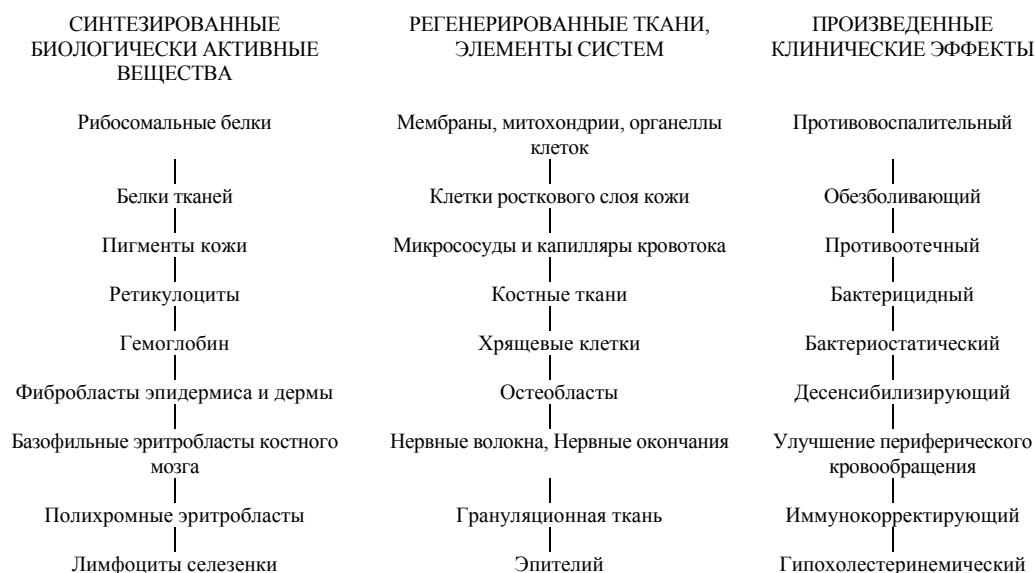 СИНТЕЗИРОВАННЫЕ
БИОЛОГИЧЕСКИ АКТИВНЫЕ
ВЕЩЕСТВА
РЕГЕНЕРИРОВАННЫЕ ТКАНИ,
ЭЛЕМЕНТЫ СИСТЕМ
ПРОИЗВЕДЕННЫЕ
КЛИНИЧЕСКИЕ ЭФФЕКТЫ
Рибосомальные белки
Мембраны, митохондрии, органеллы
клеток
Противовоспалительный
Белки тканей
Клетки росткового слоя кожи
Обезболивающий
Пигменты кожи
Микрососуды и капилляры кровотока
Противоотечный
Ретикулоциты
Костные ткани
Бактерицидный
Гемоглобин
Хрящевые клетки
Бактериостатический
Фибробласты эпидермиса и дермы
Остеобласты
Десенсибилизирующий
Базофильные эритробласты костного
мозга
Нервные волокна, Нервные окончания
Улучшение периферического
кровообращения
Полихромные эритробласты
Грануляционная ткань
Иммунокорректирующий
Лимфоциты селезенки
Эпителий
Гипохолестеринемический